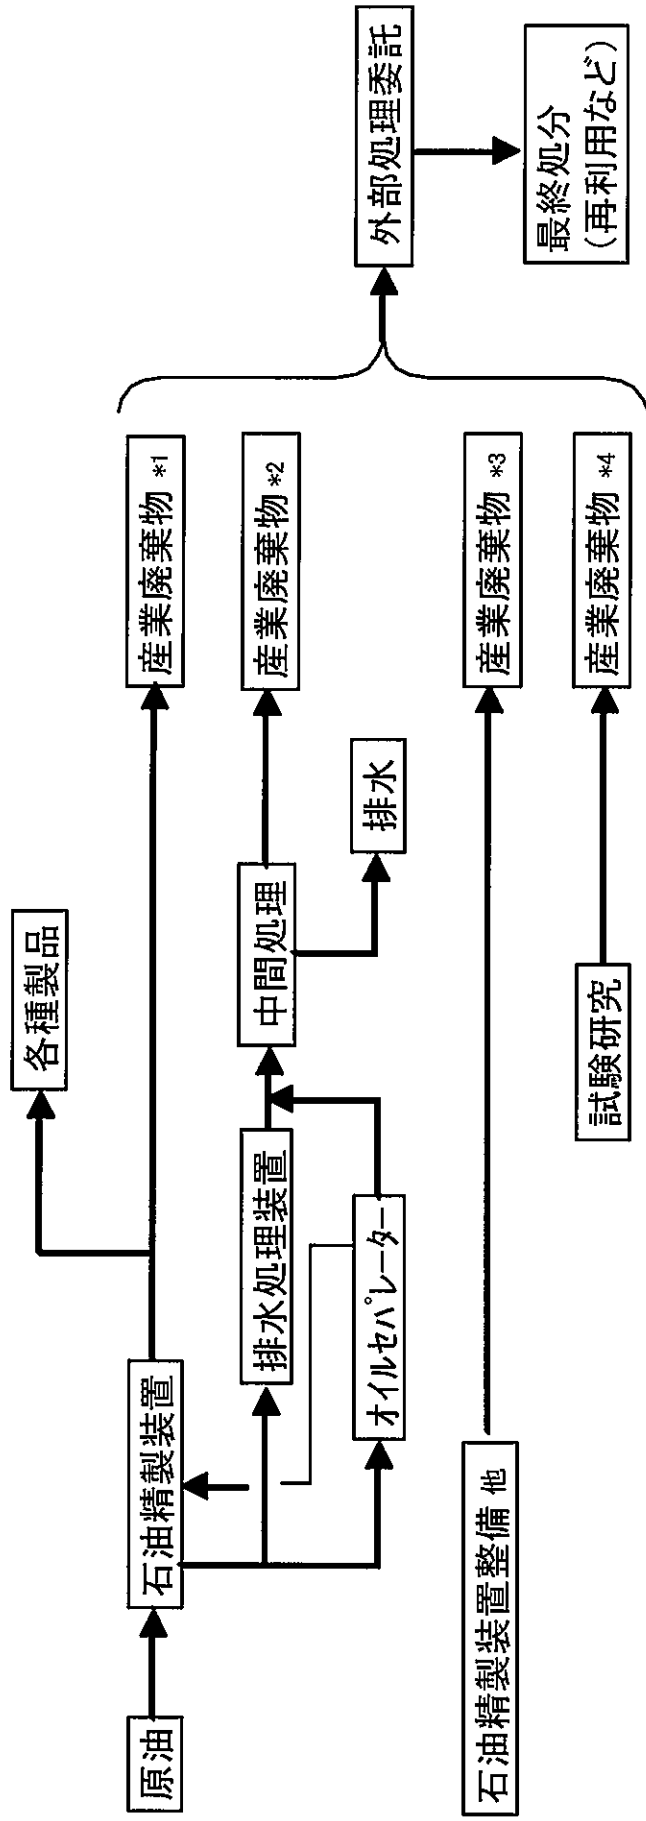 原油
石油精製装置
各種製品
産業廃棄物 *1
排水処理装置
中間処理
産業廃棄物 *2
オイルセパレーター
排水
石油精製装置整備 他
産業廃棄物 *3
試験研究
産業廃棄物 *4
外部処理委託
最終処分
(再利用など)